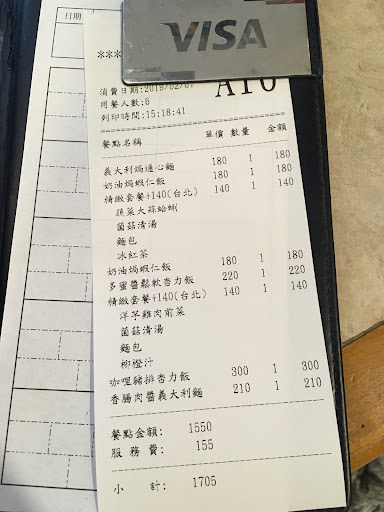 日期
VISA
***
A10
消費日期:2019/02/07
用餐人數:6
列印時間:15:18:41
餐點名稱 單價 數量 金額
義大利焗通心麵 180 1 180
奶油焗蝦仁飯 180 1 180
精緻套餐+140(台北) 140 1 140
蔬菜大蒜蛤蜊
菌菇清湯
麵包
冰紅茶
奶油焗蝦仁飯 180 1 180
多蜜醬鬆軟杏力飯 220 1 220
精緻套餐+140(台北) 140 1 140
洋芋雞肉前菜
菌菇清湯
麵包
柳橙汁
咖哩豬排杏力飯 300 1 300
香腸肉醬義大利麵 210 1 210
餐點金額: 1550
服務費: 155
小計: 1705